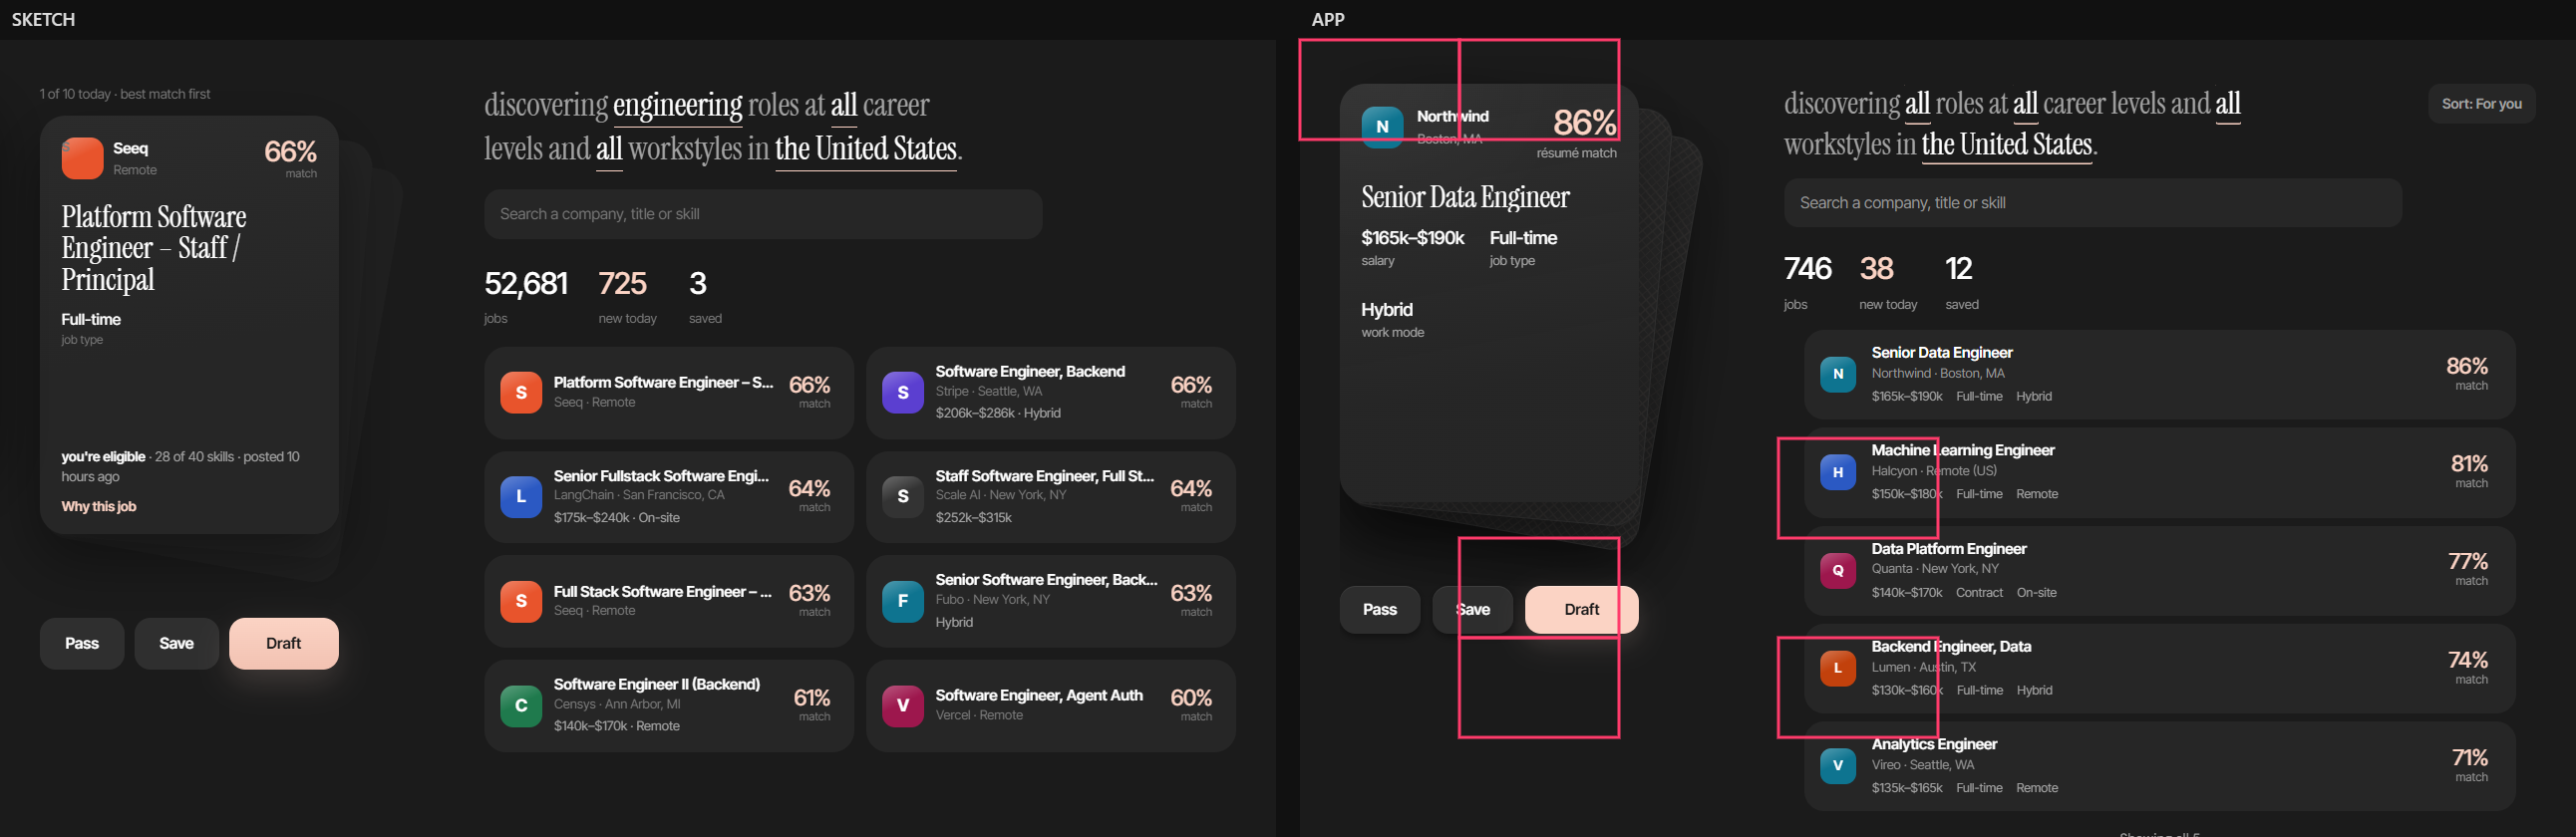 SKETCH
1 of 10 today · best match first
Seeq
Remote
66%
match
Platform Software
Engineer – Staff /
Principal
Full-time
job type
you're eligible · 28 of 40 skills · posted 10
hours ago
Why this job
Pass
Save
Draft
discovering engineering roles at all career
levels and all workstyles in the United States.
Search a company, title or skill
52,681
jobs
725
new today
3
saved
S
Platform Software Engineer – S...
Seeq · Remote
66%
match
S
Software Engineer, Backend
Stripe · Seattle, WA
$206k–$286k · Hybrid
66%
match
L
Senior Fullstack Software Engi...
LangChain · San Francisco, CA
$175k–$240k · On-site
64%
match
S
Staff Software Engineer, Full St...
Scale AI · New York, NY
$252k–$315k
64%
match
S
Full Stack Software Engineer – ...
Seeq · Remote
63%
match
F
Senior Software Engineer, Back...
Fubo · New York, NY
Hybrid
63%
match
C
Software Engineer II (Backend)
Censys · Ann Arbor, MI
$140k–$170k · Remote
61%
match
V
Software Engineer, Agent Auth
Vercel · Remote
60%
match
APP
N
Northwind
Boston, MA
86%
résumé match
Senior Data Engineer
$165k–$190k
salary
Full-time
job type
Hybrid
work mode
Pass
Save
Draft
discovering all roles at all career levels and all
workstyles in the United States.
Sort: For you
Search a company, title or skill
746
jobs
38
new today
12
saved
N
Senior Data Engineer
Northwind · Boston, MA
$165k–$190k Full-time Hybrid
86%
match
H
Machine Learning Engineer
Halcyon · Remote (US)
$150k–$180k Full-time Remote
81%
match
Q
Data Platform Engineer
Quanta · New York, NY
$140k–$170k Contract On-site
77%
match
L
Backend Engineer, Data
Lumen · Austin, TX
$130k–$160k Full-time Hybrid
74%
match
V
Analytics Engineer
Vireo · Seattle, WA
$135k–$165k Full-time Remote
71%
match